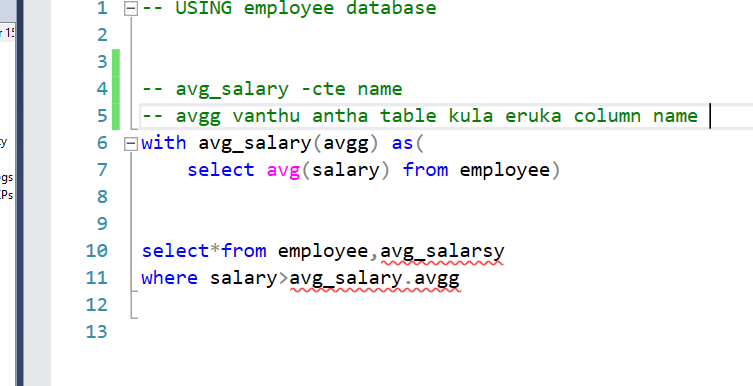 1 -- USING employee database
2
3
4 -- avg_salary -cte name
5 -- avgg vanthu antha table kula eruka column name
6 with avg_salary(avgg) as(
7 select avg(salary) from employee)
8
9
10 select*from employee,avg_salarsy
11 where salary>avg_salary.avgg
12
13